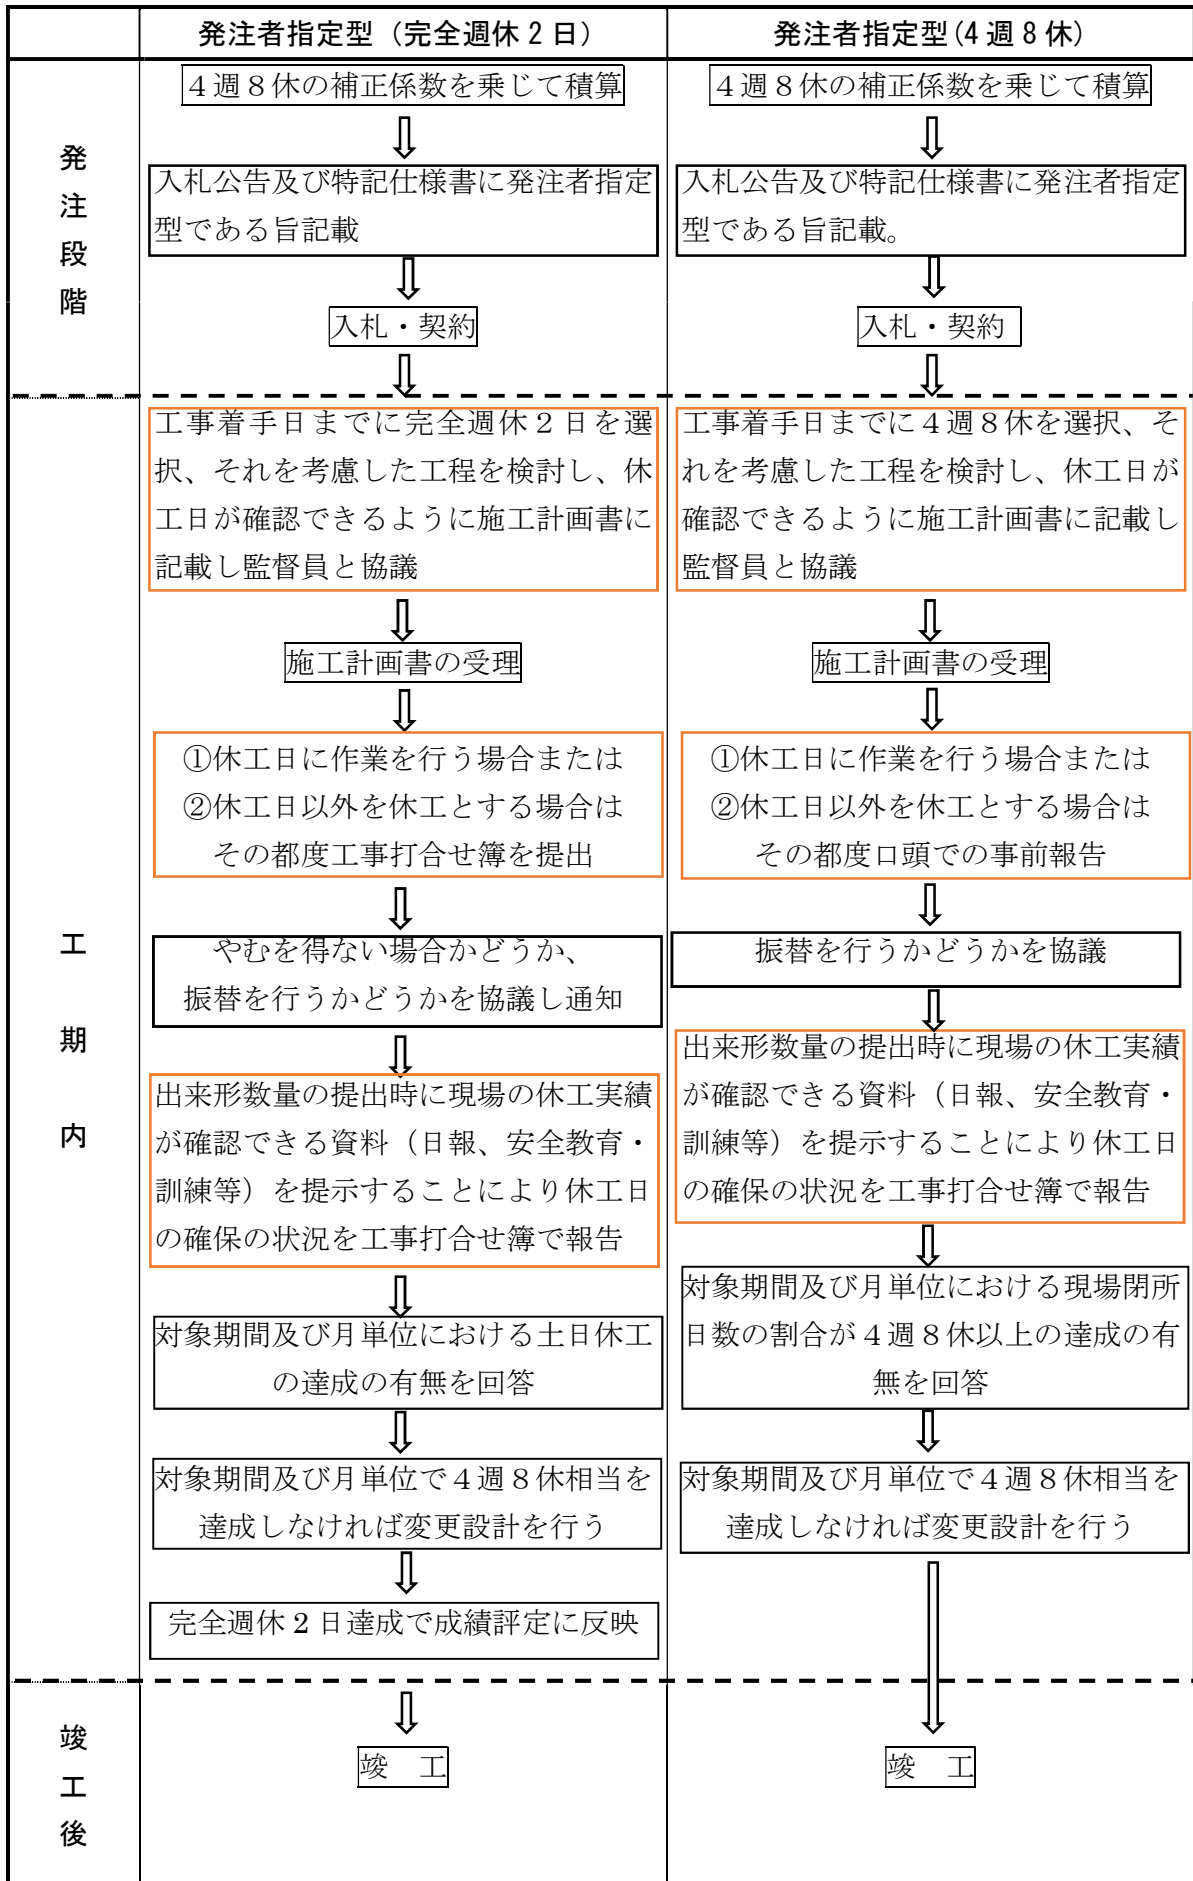 発注者指定型（完全週休２日）
発注者指定型(４週８休)
発注段階
４週８休の補正係数を乗じて積算
入札公告及び特記仕様書に発注者指定
型である旨記載
入札・契約
４週８休の補正係数を乗じて積算
入札公告及び特記仕様書に発注者指定
型である旨記載。
入札・契約
工期内
工事着手日までに完全週休２日を選
択、それを考慮した工程を検討し、休
工日が確認できるように施工計画書に
記載し監督員と協議
施工計画書の受理
①休工日に作業を行う場合または
②休工日以外を休工とする場合は
その都度工事打合せ簿を提出
やむを得ない場合かどうか、
振替を行うかどうかを協議し通知
出来形数量の提出時に現場の休工実績
が確認できる資料（日報、安全教育・
訓練等）を提示することにより休工日
の確保の状況を工事打合せ簿で報告
対象期間及び月単位における土日休工
の達成の有無を回答
対象期間及び月単位で４週８休相当を
達成しなければ変更設計を行う
完全週休２日達成で成績評定に反映
工事着手日までに４週８休を選択、そ
れを考慮した工程を検討し、休工日が
確認できるように施工計画書に記載し
監督員と協議
施工計画書の受理
①休工日に作業を行う場合または
②休工日以外を休工とする場合は
その都度口頭での事前報告
振替を行うかどうかを協議
出来形数量の提出時に現場の休工実績
が確認できる資料（日報、安全教育・
訓練等）を提示することにより休工日
の確保の状況を工事打合せ簿で報告
対象期間及び月単位における現場閉所
日数の割合が４週８休以上の達成の有
無を回答
対象期間及び月単位で４週８休相当を
達成しなければ変更設計を行う
竣工後
竣　工
竣　工